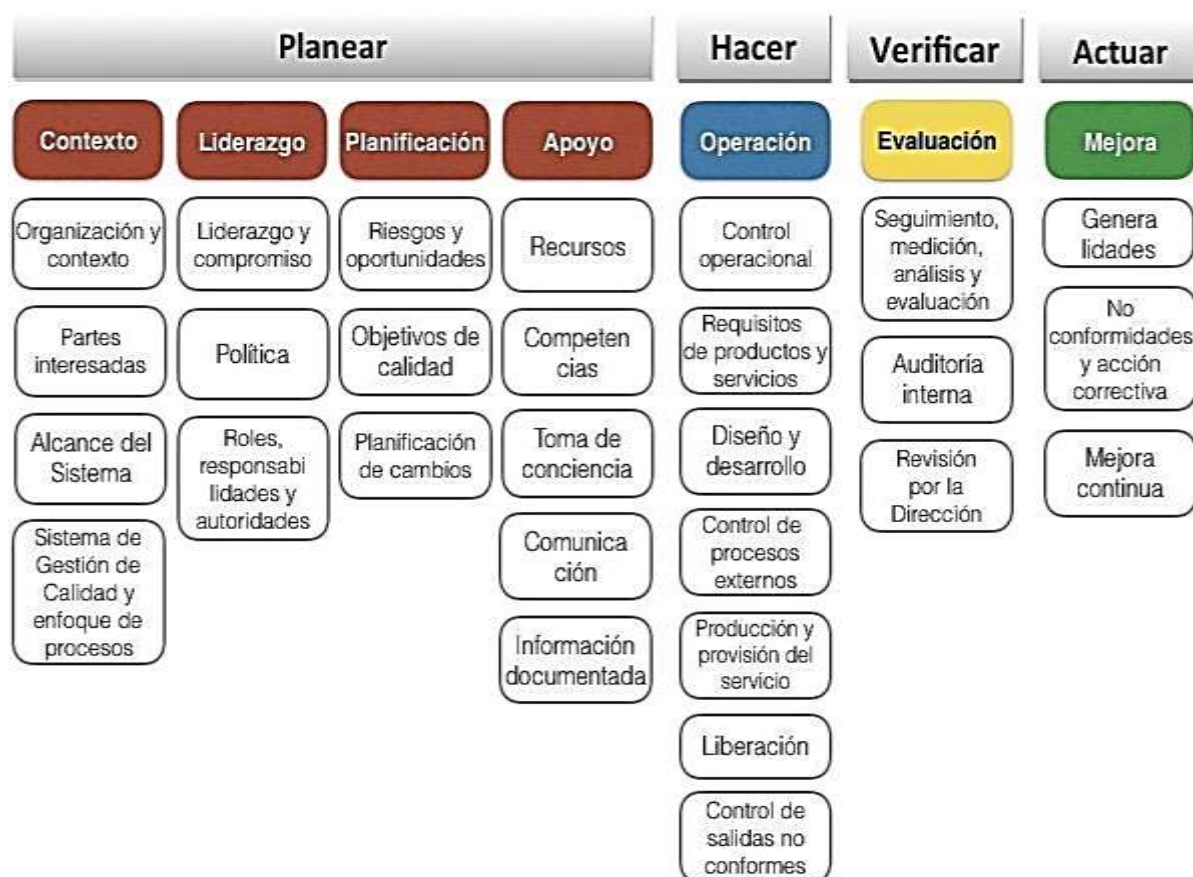 Planear
Hacer
Verificar
Actuar
Contexto
Liderazgo
Planificación
Apoyo
Operación
Evaluación
Mejora
Organización y
contexto
Partes
interesadas
Alcance del
Sistema
Sistema de
Gestión de
Calidad y
enfoque de
procesos
Liderazgo y
compromiso
Política
Roles,
responsabi
lidades y
autoridades
Riesgos y
oportunidades
Objetivos de
calidad
Planificación
de cambios
Recursos
Competen
cias
Toma de
conciencia
Comunica
ción
Información
documentada
Control
operacional
Requisitos
de productos y
servicios
Diseño y
desarrollo
Control de
procesos
externos
Producción y
provisión del
servicio
Liberación
Control de
salidas no
conformes
Seguimiento,
medición,
análisis y
evaluación
Auditoría
interna
Revisión
por la
Dirección
Genera
lidades
No
conformidades
y acción
correctiva
Mejora
continua